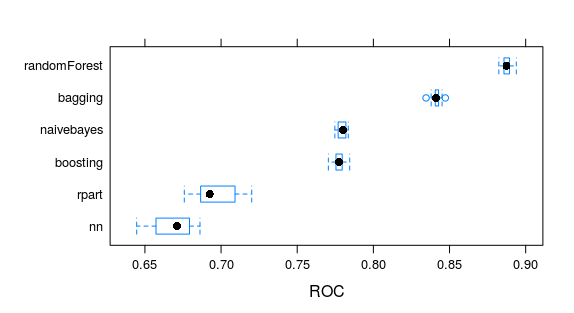 randomForest
bagging
naivebayes
boosting
rpart
nn
0.65 0.70 0.75 0.80 0.85 0.90
ROC